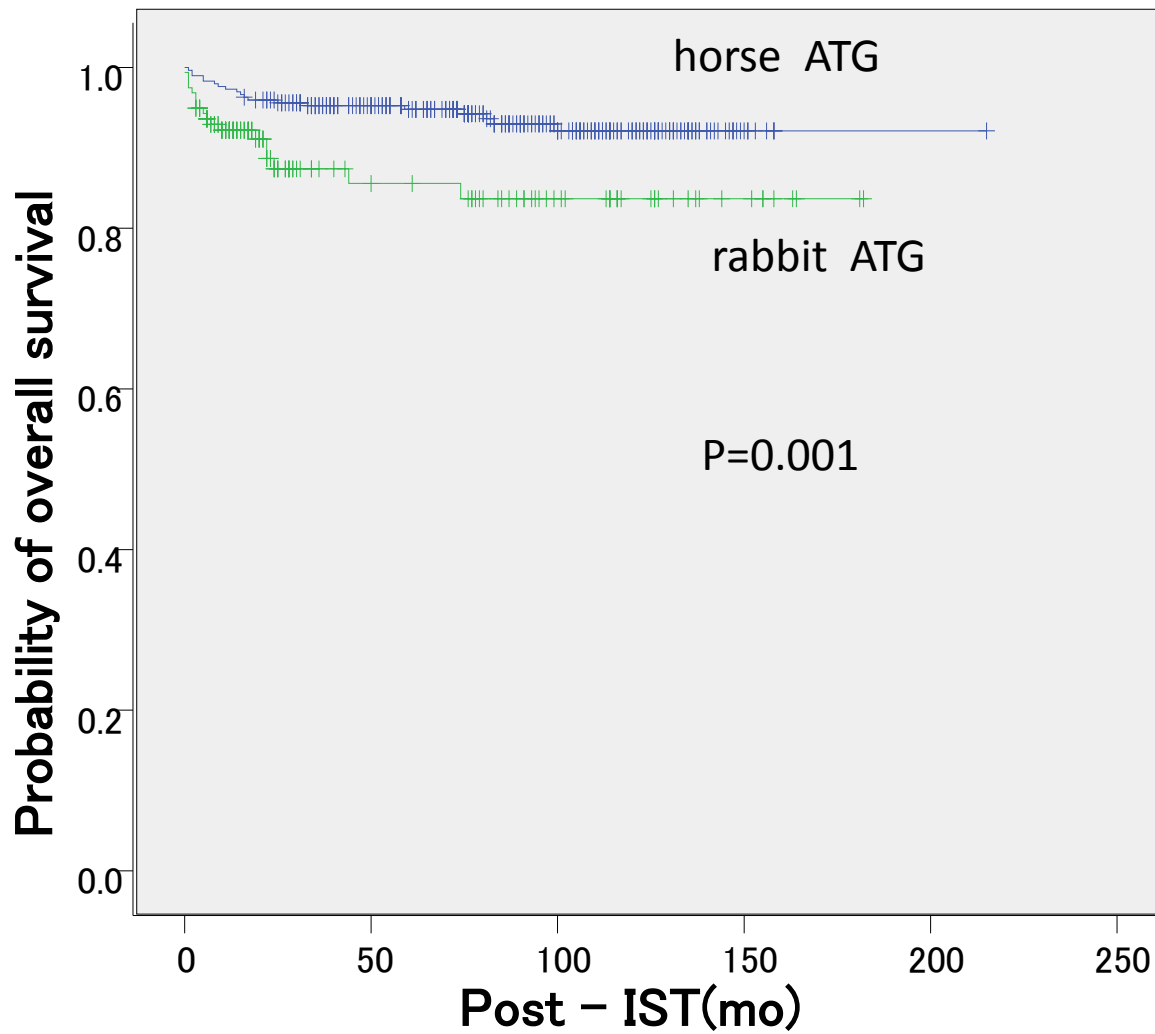 horse ATG
1.0
0.8
rabbit ATG
0.6
P=0.001
0.4
0.2
0.0
Probability of overall survival
0 50 100 150 200 250
Post – IST(mo)